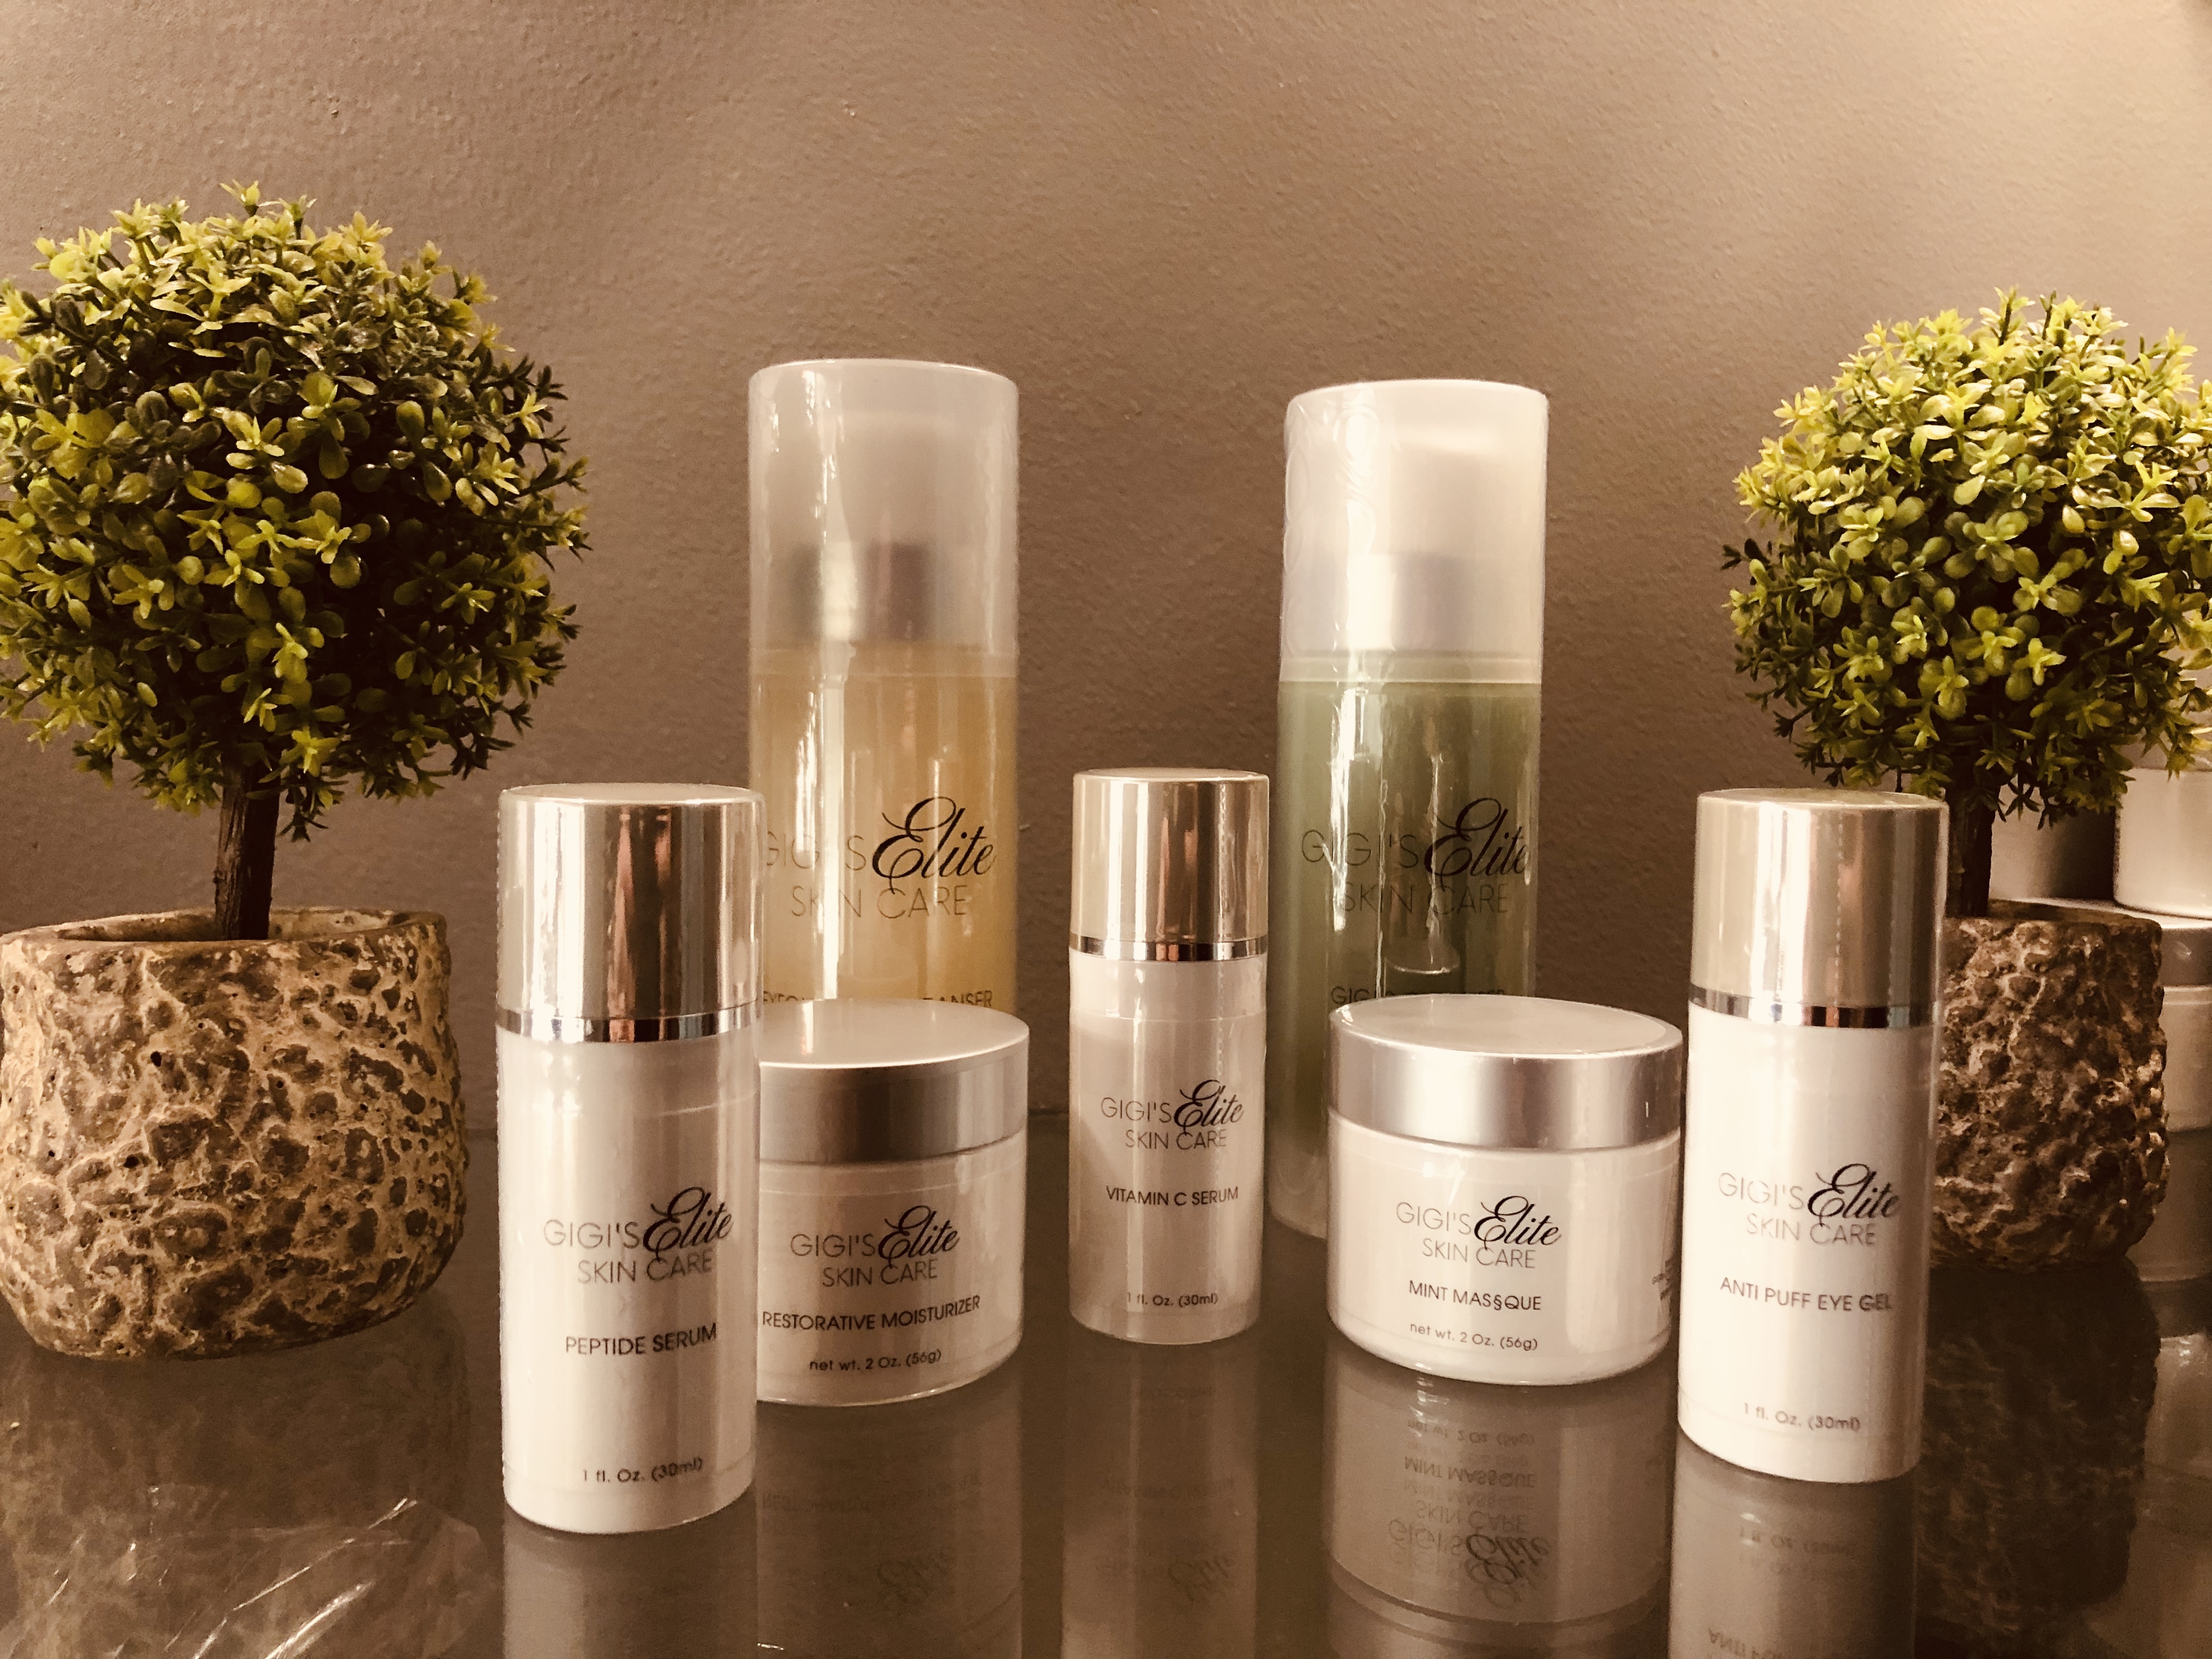 GIGI'S Elite
SKIN CARE
CLEANSER
GIGI'S Elite
SKIN CARE
GIGI'S Elite
SKIN CARE
PEPTIDE SERUM
1 fl. Oz. (30ml)
GIGI'S Elite
SKIN CARE
RESTORATIVE MOISTURIZER
net wt. 2 Oz. (56g)
GIGI'S Elite
SKIN CARE
VITAMIN C SERUM
1 fl. Oz. (30ml)
GIGI'S Elite
SKIN CARE
MINT MASSQUE
net wt. 2 Oz. (56g)
GIGI'S Elite
SKIN CARE
ANTI PUFF EYE GEL
1 fl. Oz. (30ml)